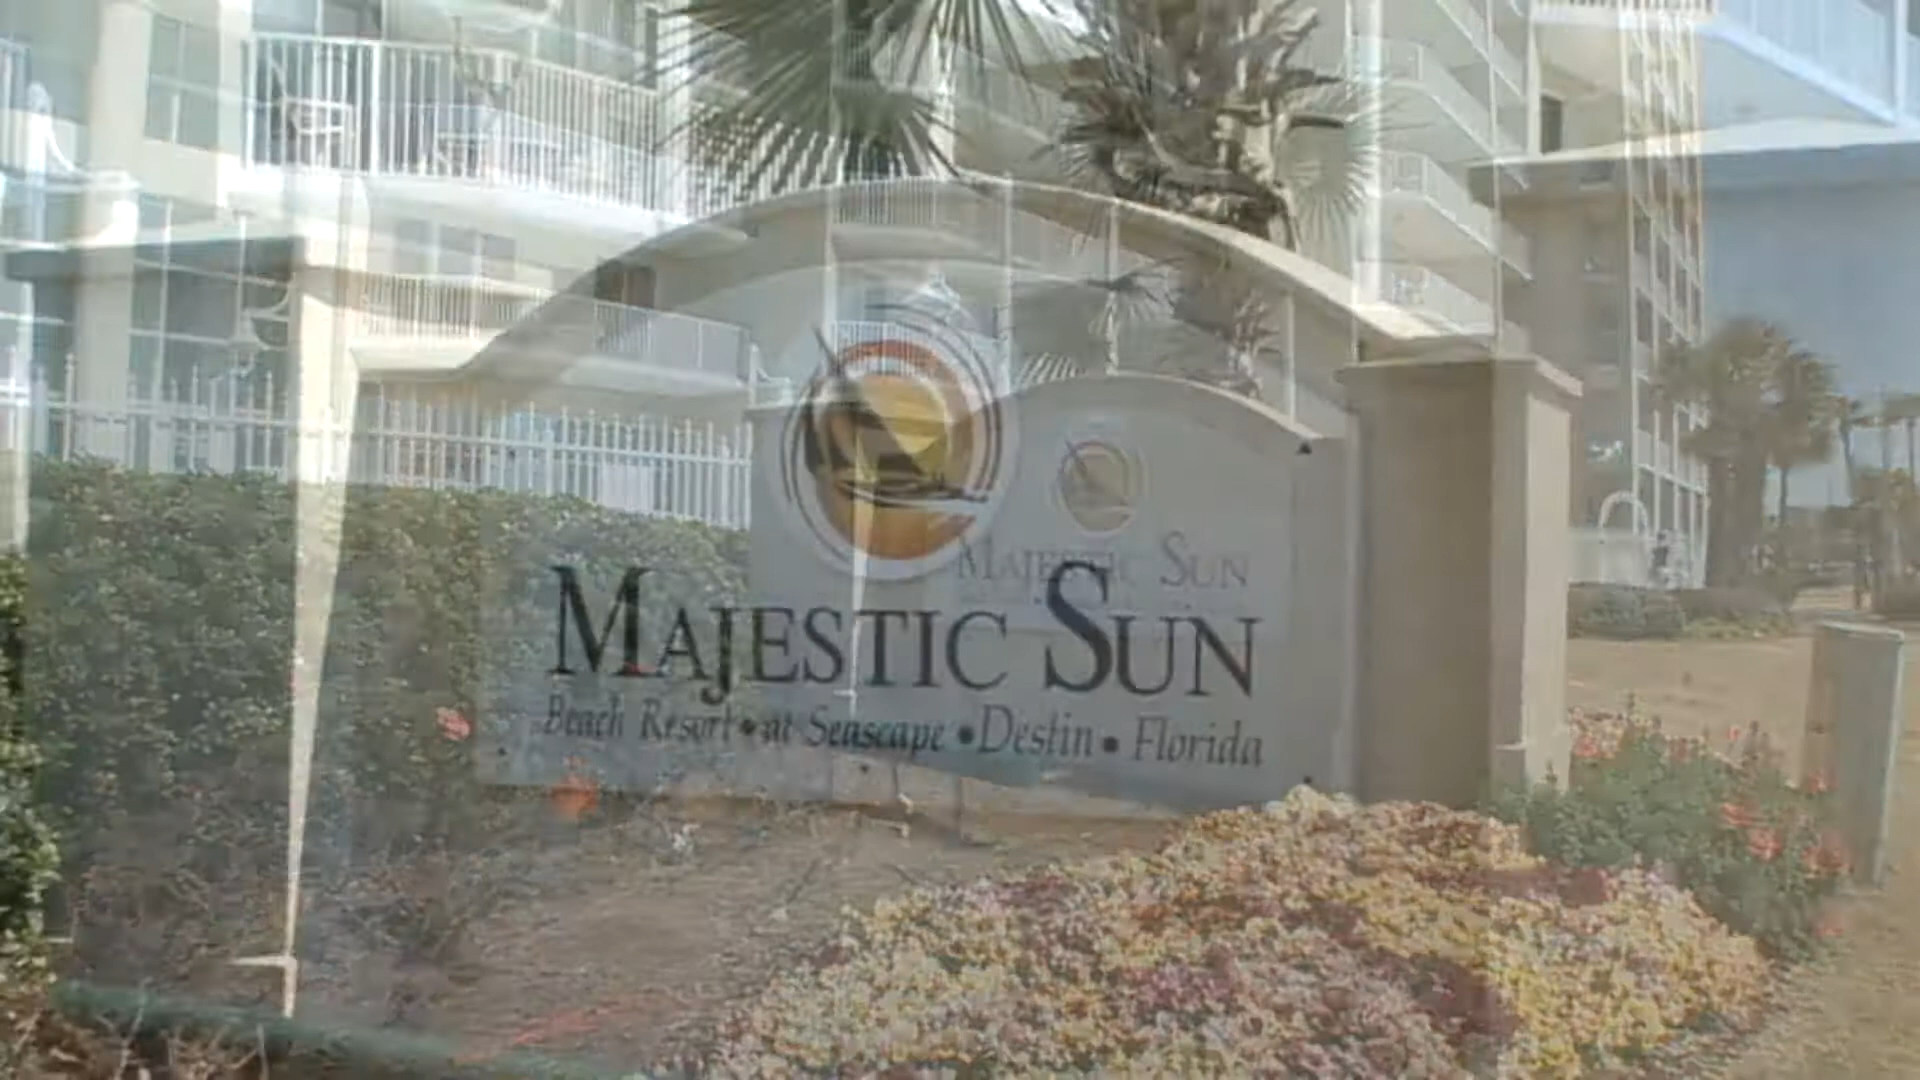 MAJESTIC SUN
MAJESTIC SUN
Beach Resort • at Seascape • Destin • Florida